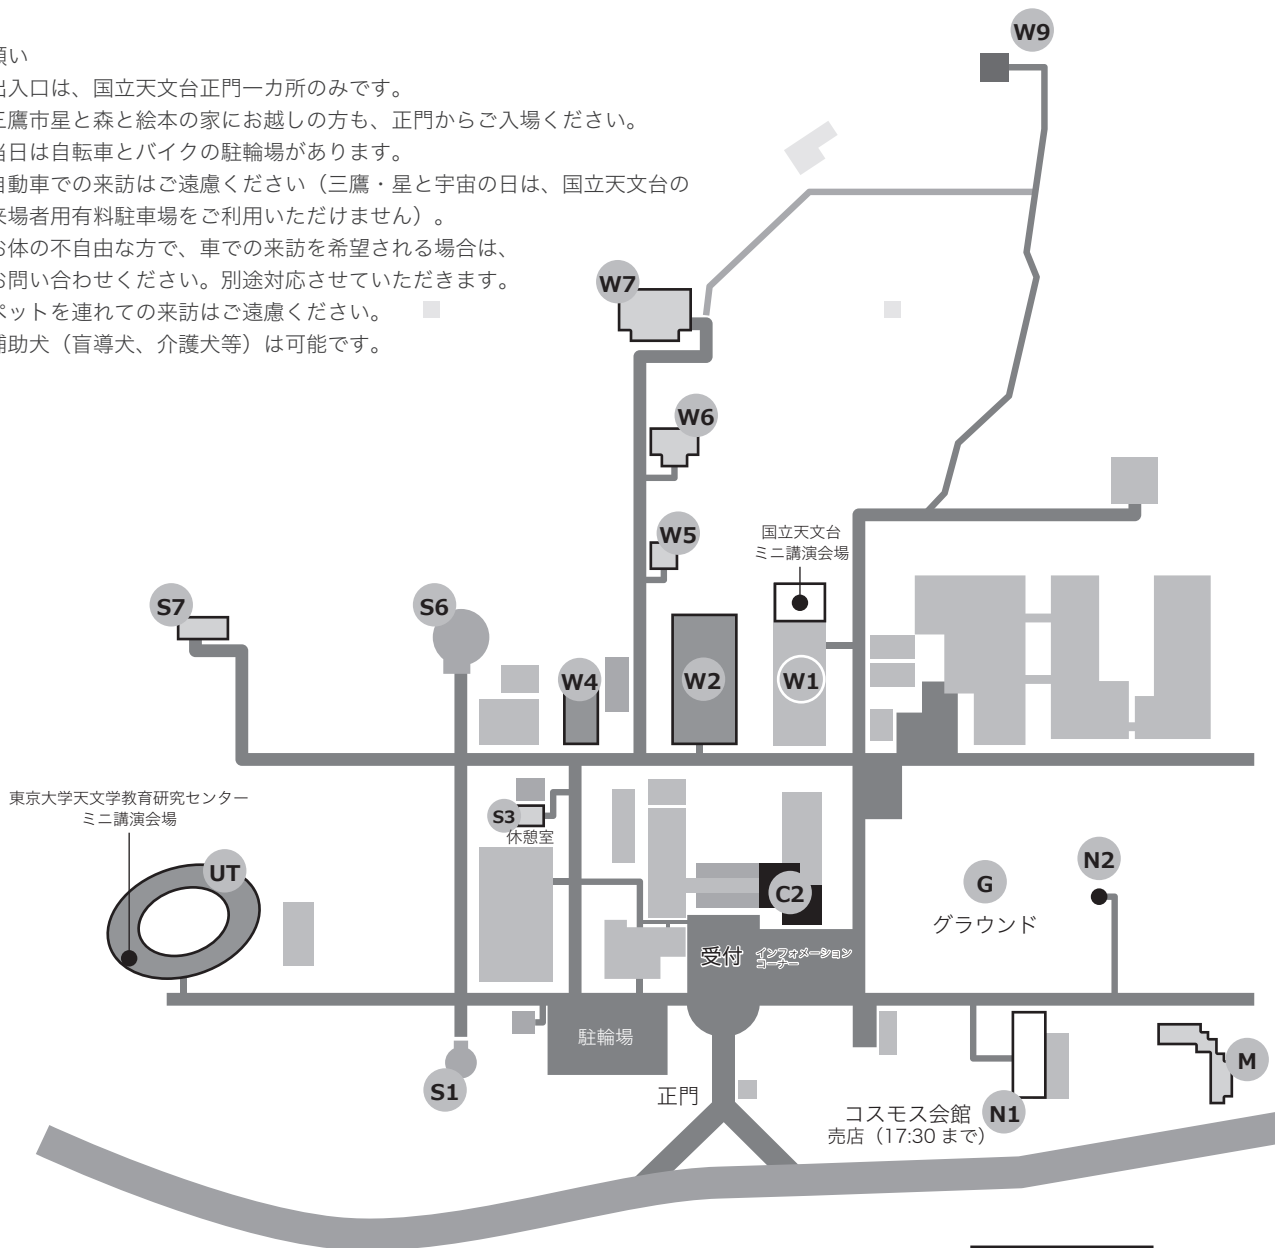 願い
出入口は、国立天文台正門一カ所のみです。
三鷹市星と森と絵本の家にお越しの方も、正門からご入場ください。
当日は自転車とバイクの駐輪場があります。
自動車での来訪はご遠慮ください（三鷹・星と宇宙の日は、国立天文台の
来場者用有料駐車場をご利用いただけません）。
お体の不自由な方で、車での来訪を希望される場合は、
お問い合わせください。別途対応させていただきます。
ペットを連れての来訪はご遠慮ください。
補助犬（盲導犬、介護犬等）は可能です。
W9
W7
W6
W5
国立天文台
ミニ講演会場
S7
S6
W4
W2
W1
東京大学天文学教育研究センター
ミニ講演会場
S3
休憩室
UT
C2
G
グラウンド
N2
受付
インフォメーション
コーナー
駐輪場
S1
正門
コスモス会館
売店（17:30 まで）
N1
M